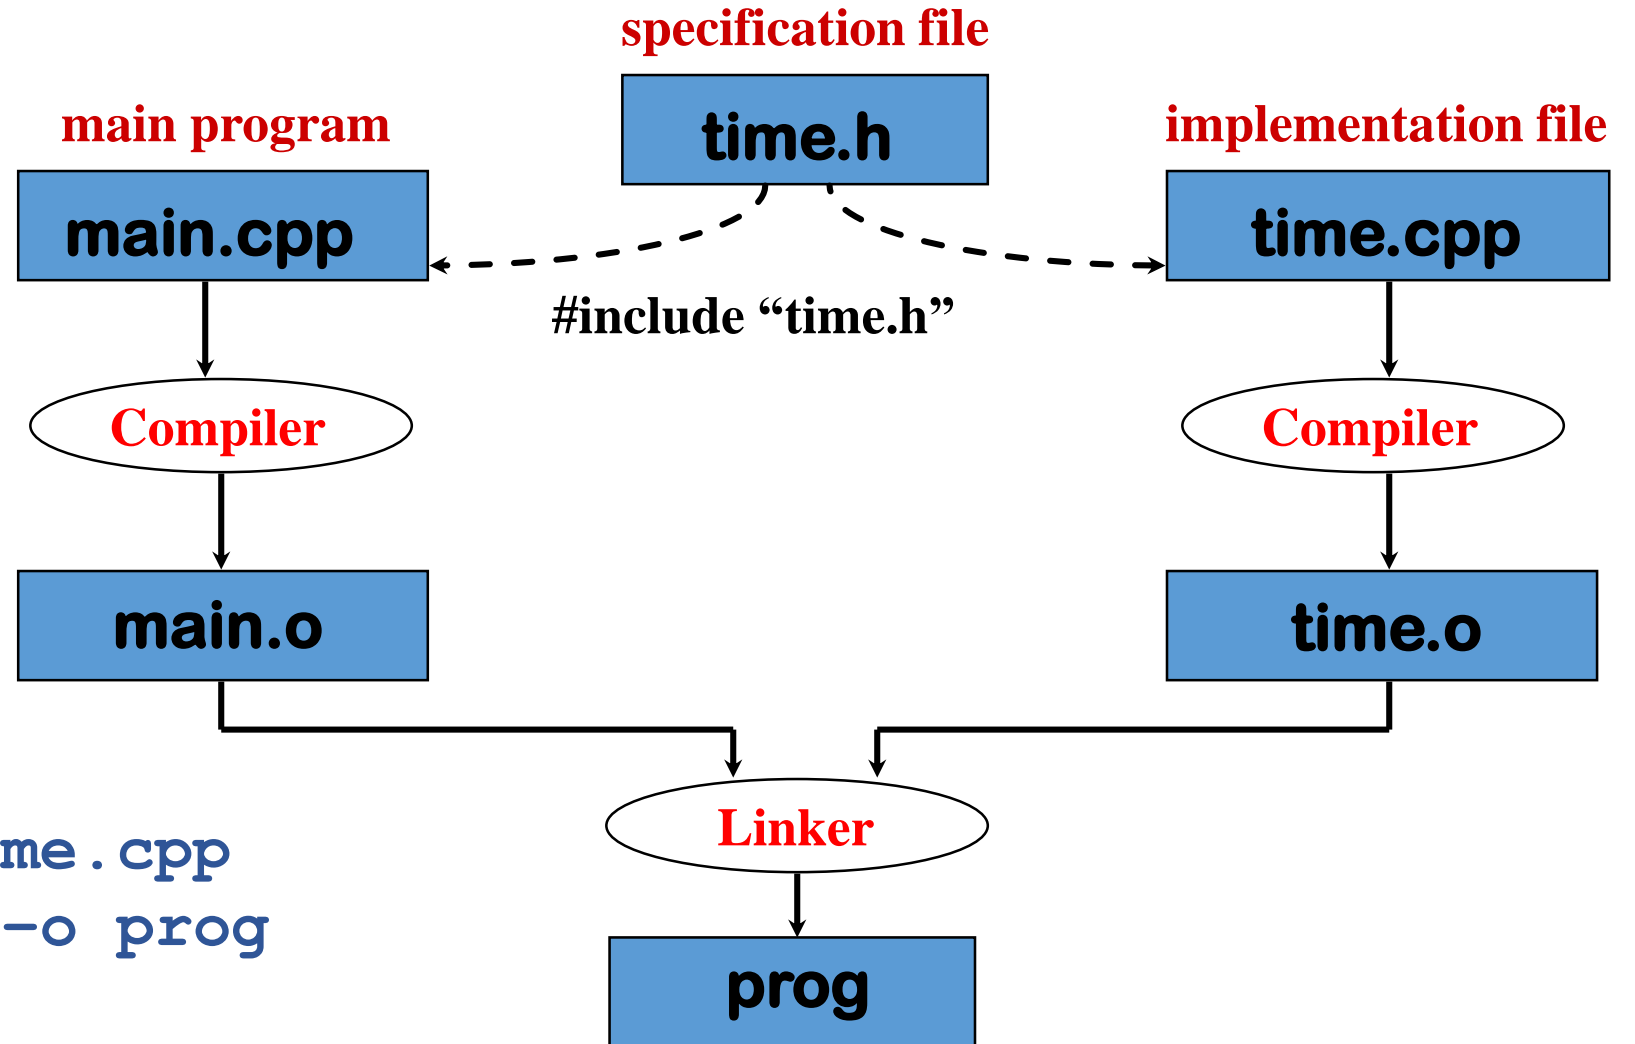 specification file
time.h
main program
implementation file
main.cpp
time.cpp
#include “time.h”
Compiler
Compiler
main.o
time.o
Linker
me.cpp
-o prog
prog